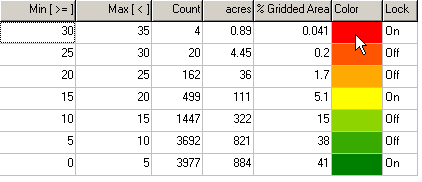 Min [ >= ] Max [ < ] Count acres % Gridded Area Color Lock
30 35 4 0.89 0.041 On
25 30 20 4.45 0.2 Off
20 25 162 36 1.7 Off
15 20 499 111 5.1 On
10 15 1447 322 15 Off
5 10 3692 821 38 Off
0 5 3977 884 41 On